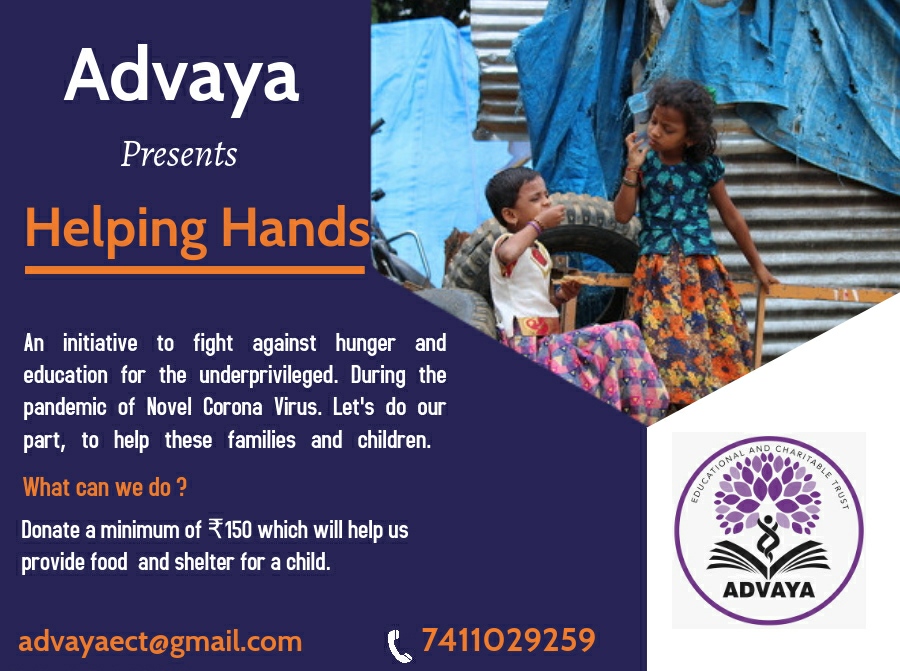 Advaya
Presents
Helping Hands
An initiative to fight against hunger and
education for the underprivileged. During the
pandemic of Novel Corona Virus. Let's do our
part, to help these families and children.
What can we do ?
Donate a minimum of ₹150 which will help us
provide food and shelter for a child.
EDUCATIONAL AND CHARITABLE TRUST
ADVAYA
advayaect@gmail.com
7411029259